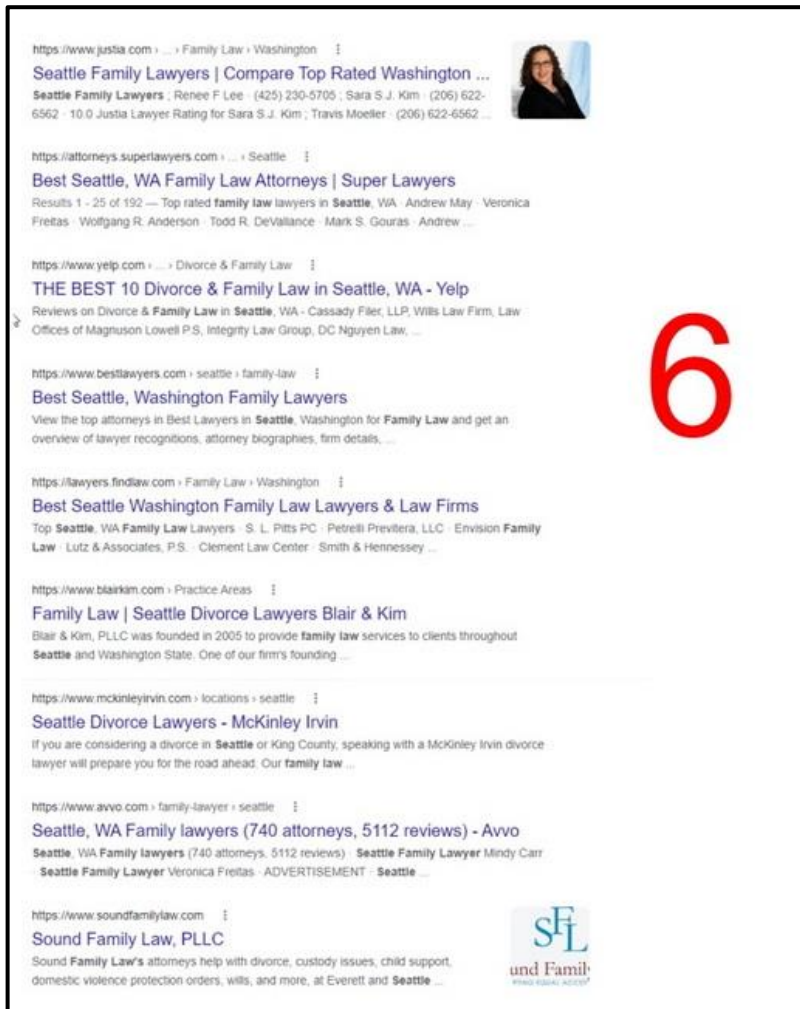 https://www.justia.com › ... › Family Law › Washington
Seattle Family Lawyers | Compare Top Rated Washington ...
Seattle Family Lawyers ; Renee F Lee · (425) 230-5705 ; Sara S.J. Kim · (206) 622-
6562 · 10.0 Justia Lawyer Rating for Sara S.J. Kim ; Travis Moeller · (206) 622-6562 ...
https://attorneys.superlawyers.com › ... › Seattle
Best Seattle, WA Family Law Attorneys | Super Lawyers
Results 1 - 25 of 192 — Top rated family law lawyers in Seattle, WA · Andrew May · Veronica
Freitas · Wolfgang R. Anderson · Todd R. DeVallance · Mark S. Gouras · Andrew ...
https://www.yelp.com › ... › Divorce & Family Law
THE BEST 10 Divorce & Family Law in Seattle, WA - Yelp
Reviews on Divorce & Family Law in Seattle, WA - Cassady Filer, LLP, Wills Law Firm, Law
Offices of Magnuson Lowell P.S, Integrity Law Group, DC Nguyen Law, ...
6
https://www.bestlawyers.com › seattle › family-law
Best Seattle, Washington Family Lawyers
View the top attorneys in Best Lawyers in Seattle, Washington for Family Law and get an
overview of lawyer recognitions, attorney biographies, firm details, ...
https://lawyers.findlaw.com › Family Law › Washington
Best Seattle Washington Family Law Lawyers & Law Firms
Top Seattle, WA Family Law Lawyers · S. L. Pitts PC · Petrelli Previtera, LLC · Envision Family
Law · Lutz & Associates, P.S. · Clement Law Center · Smith & Hennessey ...
https://www.blairkim.com › Practice Areas
Family Law | Seattle Divorce Lawyers Blair & Kim
Blair & Kim, PLLC was founded in 2005 to provide family law services to clients throughout
Seattle and Washington State. One of our firm's founding ...
https://www.mckinleyirvin.com › locations › seattle
Seattle Divorce Lawyers - McKinley Irvin
If you are considering a divorce in Seattle or King County, speaking with a McKinley Irvin divorce
lawyer will prepare you for the road ahead. Our family law ...
https://www.avvo.com › family-lawyer › seattle
Seattle, WA Family lawyers (740 attorneys, 5112 reviews) - Avvo
Seattle, WA Family lawyers (740 attorneys, 5112 reviews) · Seattle Family Lawyer Mindy Carr
· Seattle Family Lawyer Veronica Freitas · ADVERTISEMENT · Seattle ...
https://www.soundfamilylaw.com
Sound Family Law, PLLC
Sound Family Law's attorneys help with divorce, custody issues, child support,
domestic violence protection orders, wills, and more, at Everett and Seattle ...
SFL
und Famil